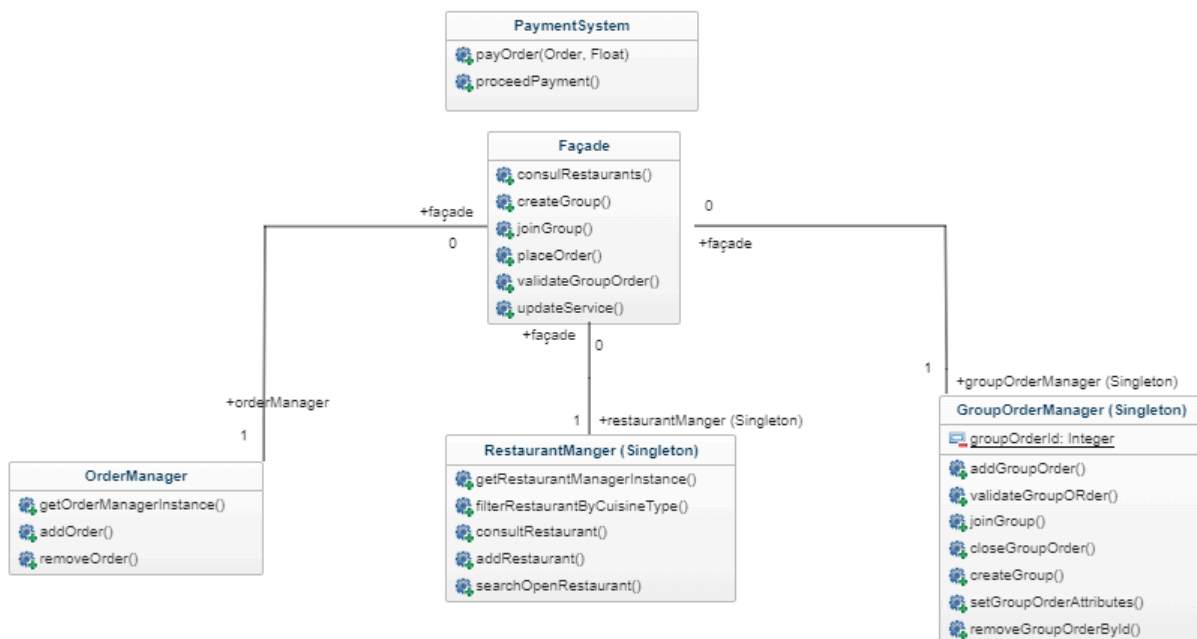 PaymentSystem
payOrder(Order, Float)
proceedPayment()
Façade
consulRestaurants()
createGroup()
joinGroup()
placeOrder()
validateGroupOrder()
updateService()
+façade
0
0
+façade
+façade
0
+orderManager
1
1
+restaurantManger (Singleton)
1
+groupOrderManager (Singleton)
OrderManager
getOrderManagerInstance()
addOrder()
removeOrder()
RestaurantManger (Singleton)
getRestaurantManagerInstance()
filterRestaurantByCuisineType()
consultRestaurant()
addRestaurant()
searchOpenRestaurant()
GroupOrderManager (Singleton)
groupOrderId: Integer
addGroupOrder()
validateGroupORder()
joinGroup()
closeGroupOrder()
createGroup()
setGroupOrderAttributes()
removeGroupOrderById()